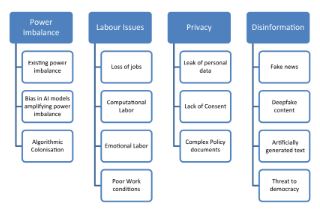 Power
Imbalance
Existing power
imbalance
Bias in AI models
amplifying power
imbalance
Algorithmic
Colonisation
Labour Issues
Loss of jobs
Computational
Labor
Emotional Labor
Poor Work
conditions
Privacy
Leak of personal
data
Lack of Consent
Complex Policy
documents
Disinformation
Fake news
Deepfake
content
Artificially
generated text
Threat to
democracy